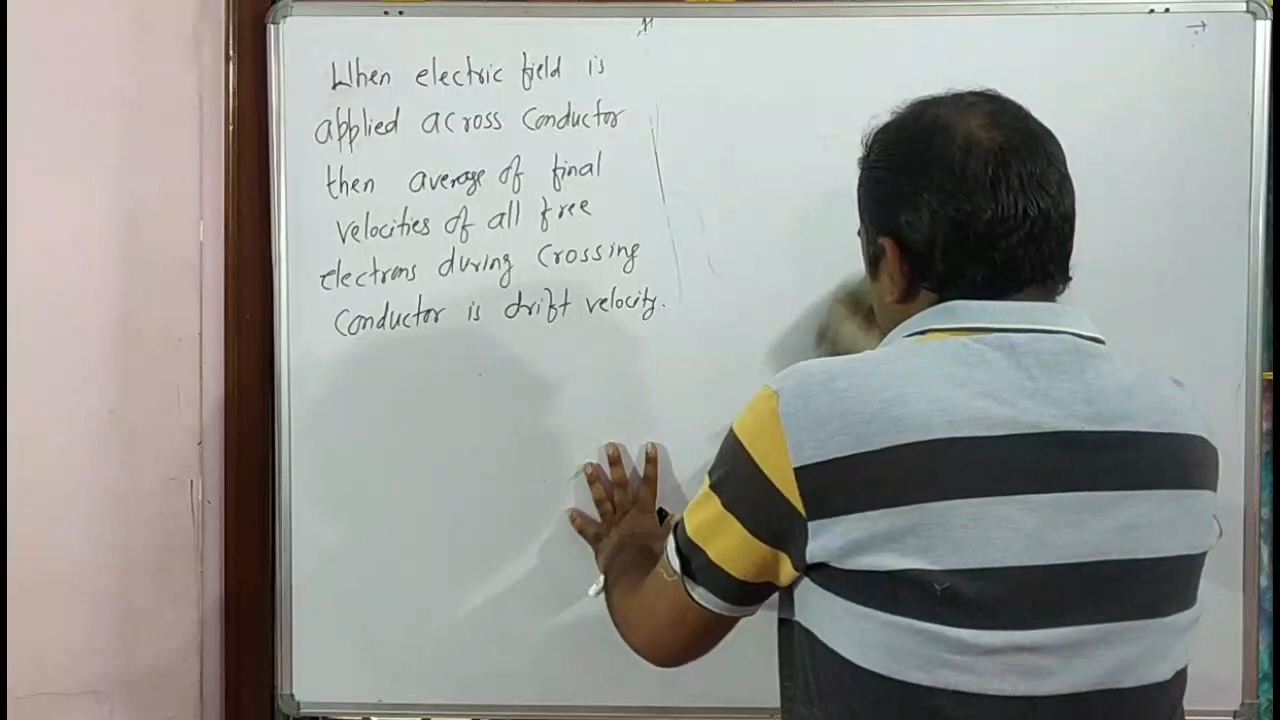 When electric field is
applied across conductor
then average of final
velocities of all free
electrons during crossing
conductor is drift velocity.